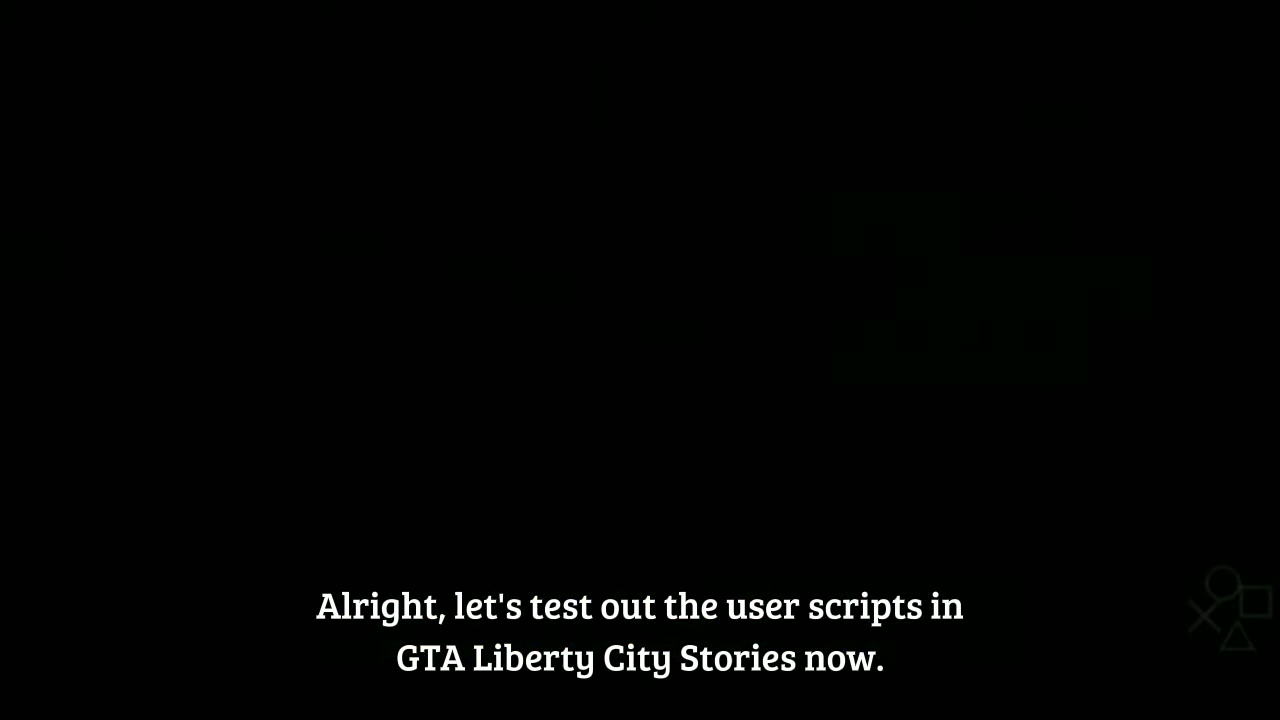 Alright, let's test out the user scripts in
GTA Liberty City Stories now.